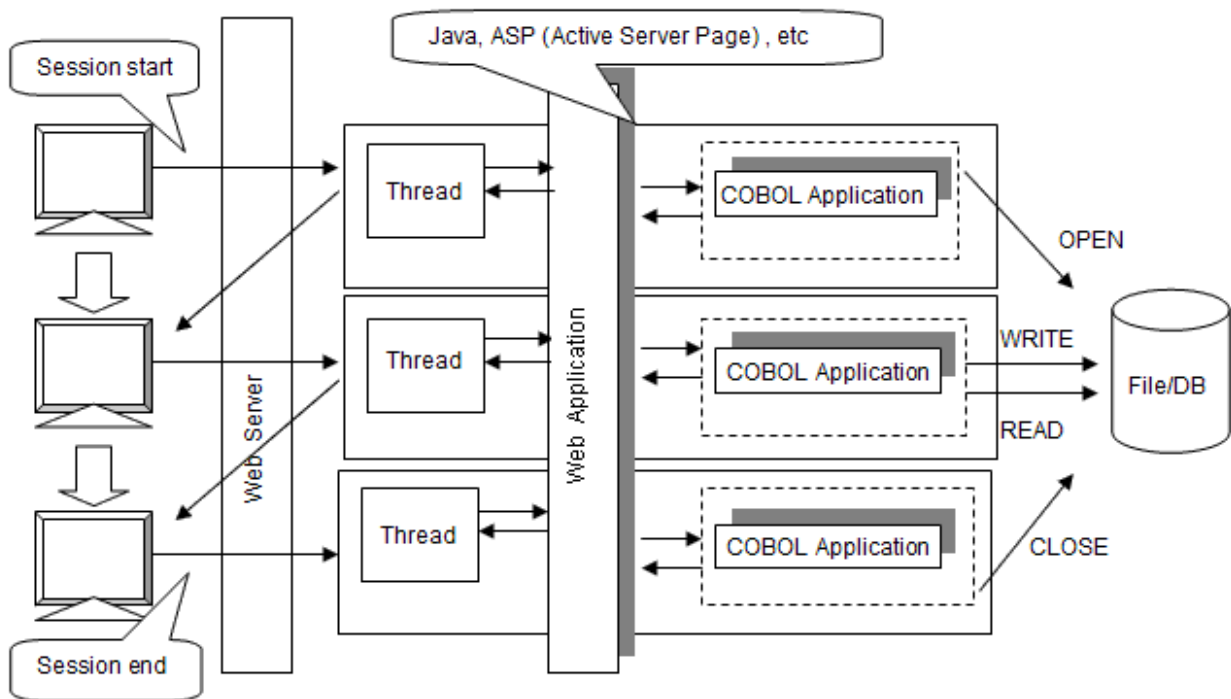 Java, ASP (Active Server Page) , etc
Session start
Thread
COBOL Application
OPEN
Thread
COBOL Application
WRITE
READ
File/DB
Web Server
Web Application
Thread
COBOL Application
CLOSE
Session end